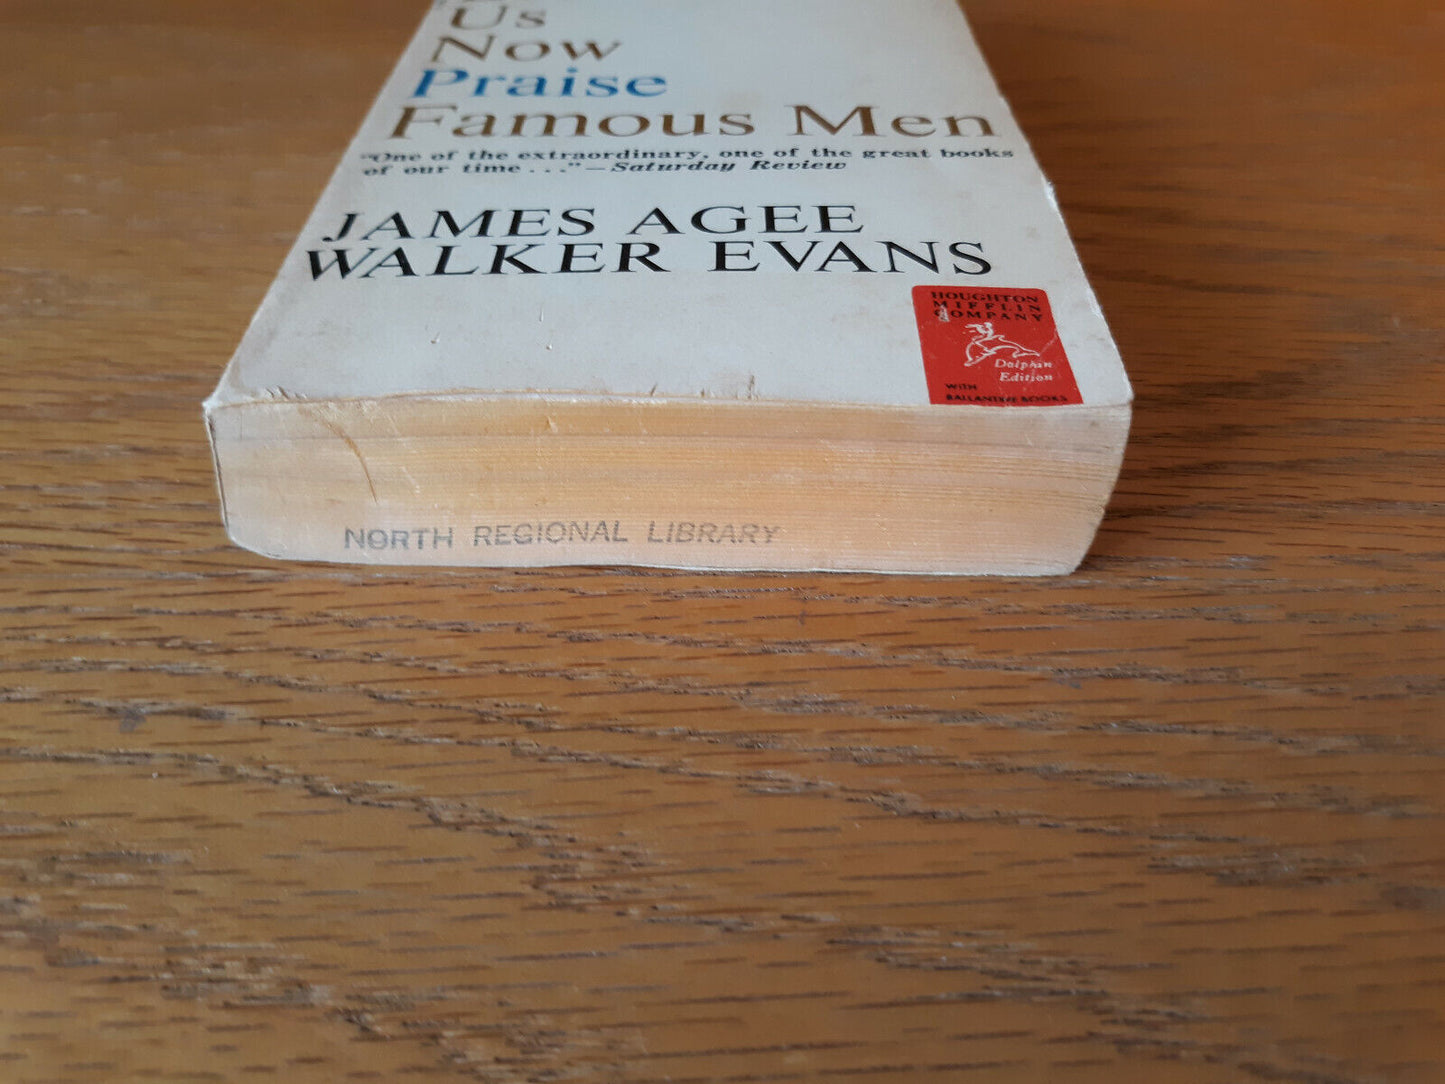 Us
Now
Praise
Famous Men
"One of the extraordinary, one of the great books
of our time . . ." – Saturday Review
JAMES AGEE
WALKER EVANS
HOUGHTON
MIFFLIN
COMPANY
Dolphin
Edition
WITH
BALLANTINE BOOKS
NORTH REGIONAL LIBRARY